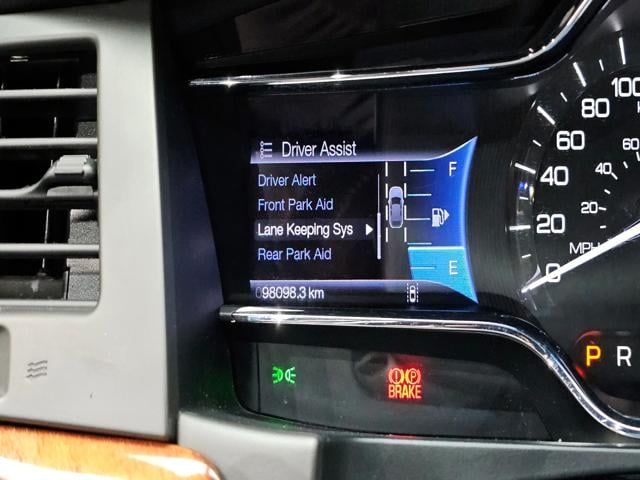 Driver Assist
Driver Alert
Front Park Aid
Lane Keeping Sys
Rear Park Aid
098098.3 km
F
E
100
80
60
40
20
0
60
40
20
MPH
P R
BRAKE